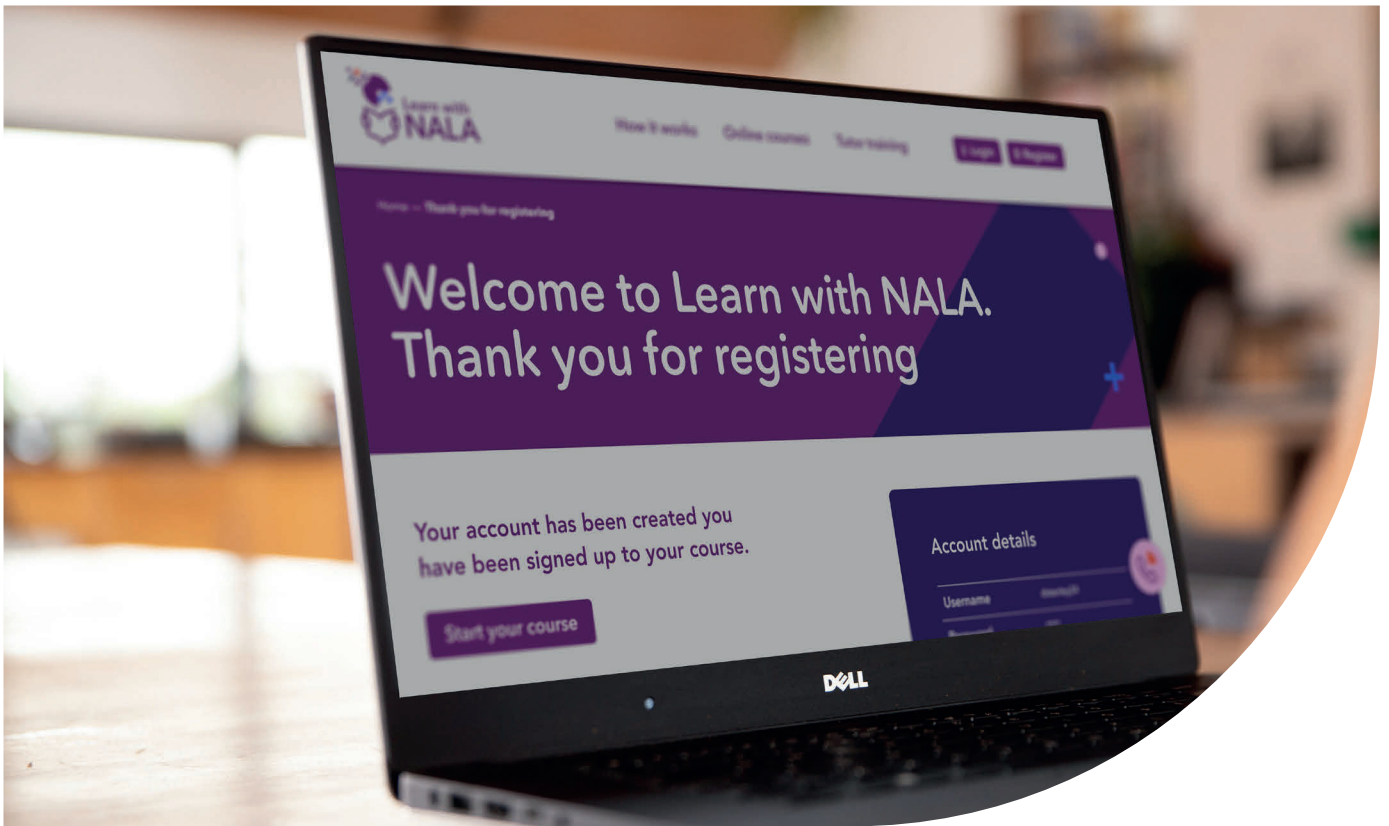 Learn with
NALA
How it works
Online courses
Tutor training
Login
Register
Home — Thank you for registering
Welcome to Learn with NALA.
Thank you for registering
Your account has been created you
have been signed up to your course.
Start your course
Account details
Username
DELL